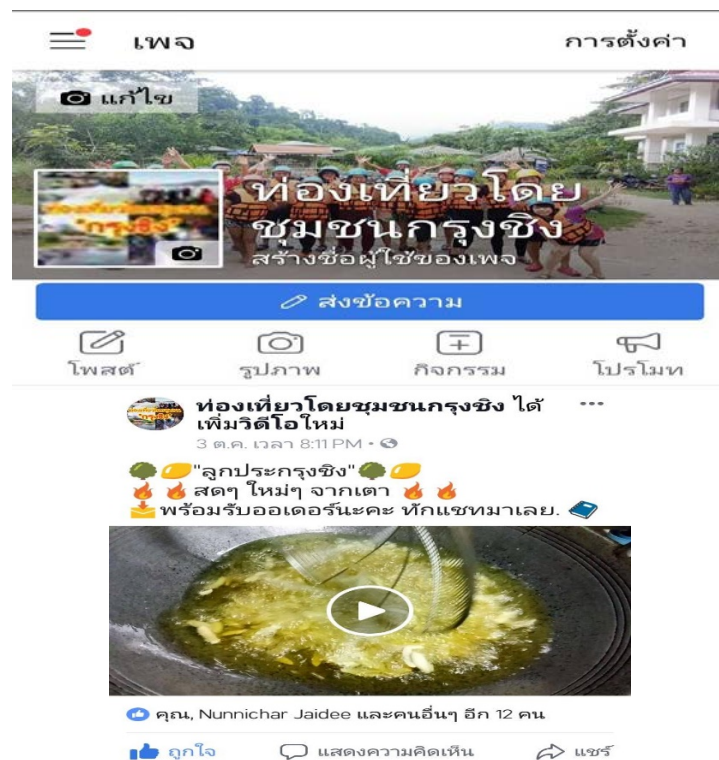 เพจ
การตั้งค่า
แก้ไข
ท่องเที่ยวโดย
ชุมชนกรุงชิง
สร้างชื่อผู้ใช้ของเพจ
"กรุงชิง"
ส่งข้อความ
โพสต์ รูปภาพ กิจกรรม โปรโมท
ท่องเที่ยวโดยชุมชนกรุงชิง ได้
เพิ่มวิดีโอใหม่
3 ต.ค. เวลา 8:11 PM •
"ลูกประกรุงชิง"
สดๆ ใหม่ๆ จากเตา
พร้อมรับออเดอร์นะคะ ทักแชทมาเลย.
คุณ, Nunnichar Jaidee และคนอื่นๆ อีก 12 คน
ถูกใจ แสดงความคิดเห็น แชร์